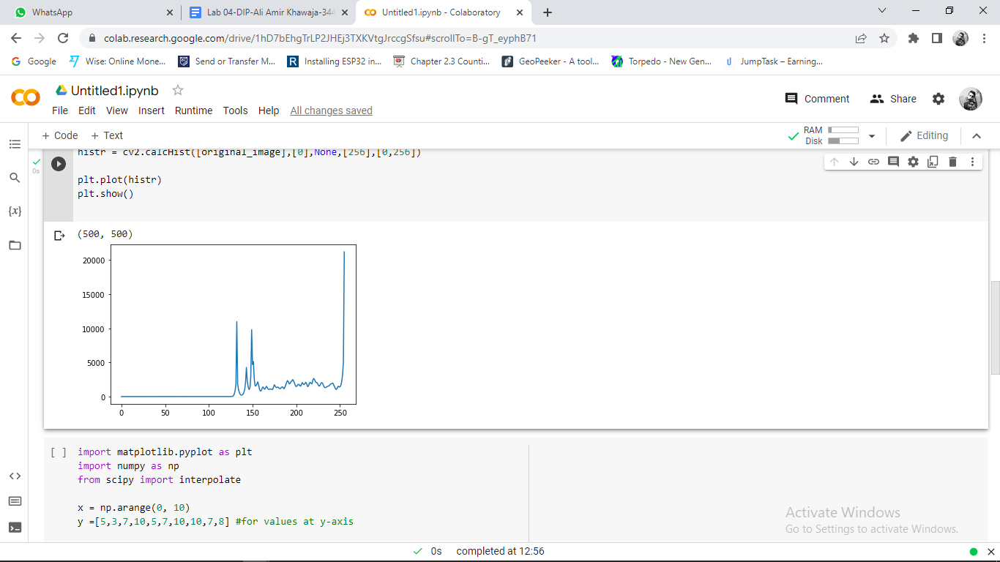 WhatsApp
Lab 04-DIP-Ali Amir Khawaja-344
Untitled1.ipynb - Colaboratory
colab.research.google.com/drive/1hD7bEhgTrLP2JHEj3TXKVtgJrccgSfsu#scrollTo=B-gT_eyphB71
Google
Wise: Online Mone...
Send or Transfer M...
R Installing ESP32 in...
Chapter 2.3 Counti...
GeoPeeker - A tool...
Torpedo - New Gen...
JumpTask – Earning...
Untitled1.ipynb
Comment
Share
File Edit View Insert Runtime Tools Help All changes saved
+ Code + Text
RAM
Disk
Editing
0s
histr = cv2.calcHist([original_image],[0],None,[256],[0,256])
plt.plot(histr)
plt.show()
{x}
(500, 500)
20000
15000
10000
5000
0
0 50 100 150 200 250
[ ] import matplotlib.pyplot as plt
import numpy as np
from scipy import interpolate
x = np.arange(0, 10)
y =[5,3,7,10,5,7,10,10,7,8] #for values at y-axis
Activate Windows
Go to Settings to activate Windows.
0s completed at 12:56